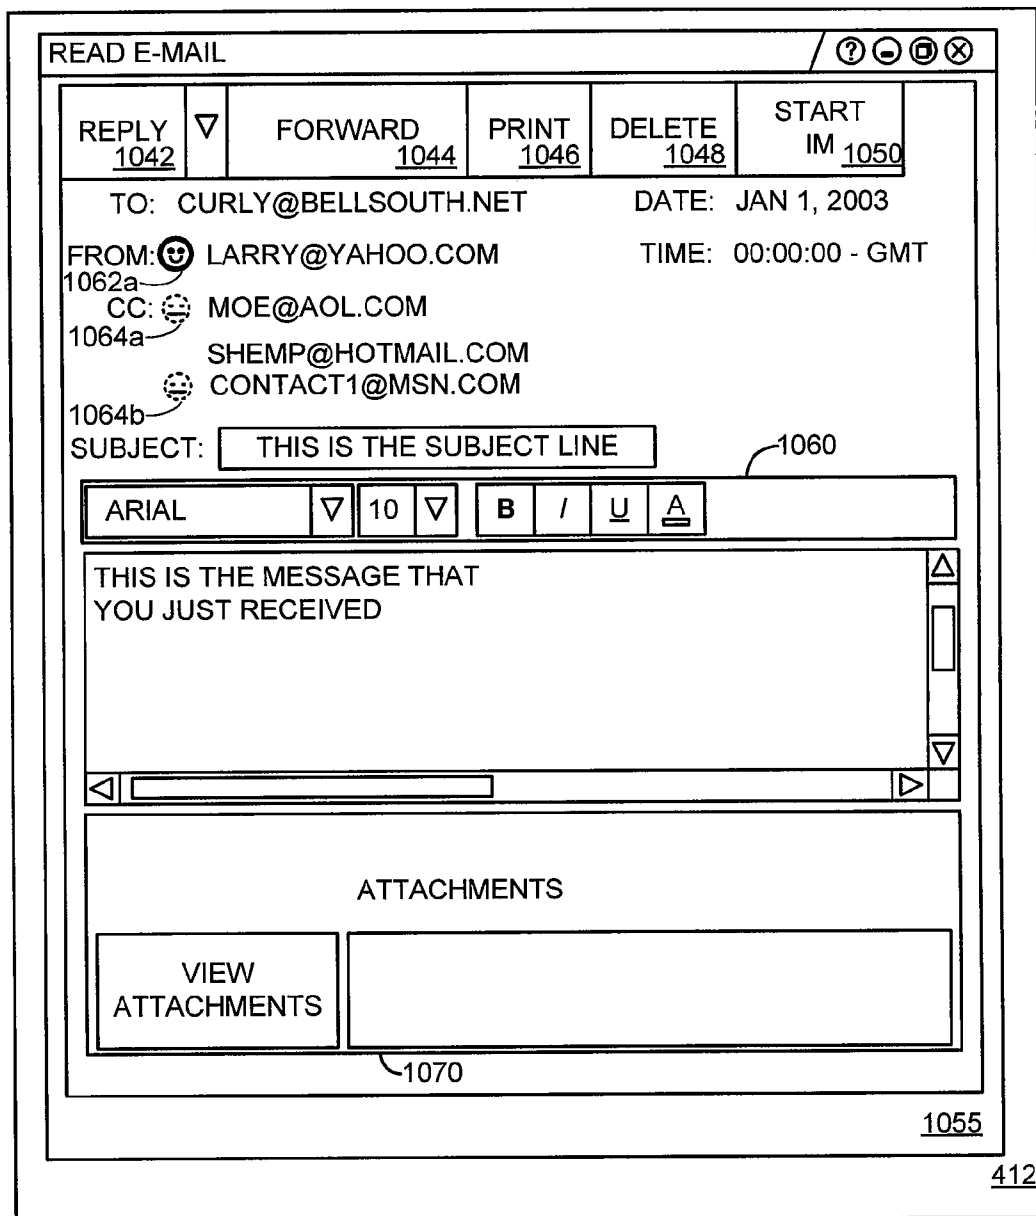 READ E-MAIL ?
REPLY 1042 FORWARD 1044 PRINT 1046 DELETE 1048 START IM 1050
TO: CURLY@BELLSOUTH.NET DATE: JAN 1, 2003
FROM: LARRY@YAHOO.COM TIME: 00:00:00 - GMT
1062a
CC: MOE@AOL.COM
1064a
SHEMP@HOTMAIL.COM
CONTACT1@MSN.COM
1064b
SUBJECT: THIS IS THE SUBJECT LINE
1060
ARIAL 10 B I U A
THIS IS THE MESSAGE THAT
YOU JUST RECEIVED
ATTACHMENTS
VIEW
ATTACHMENTS
1070
1055
412